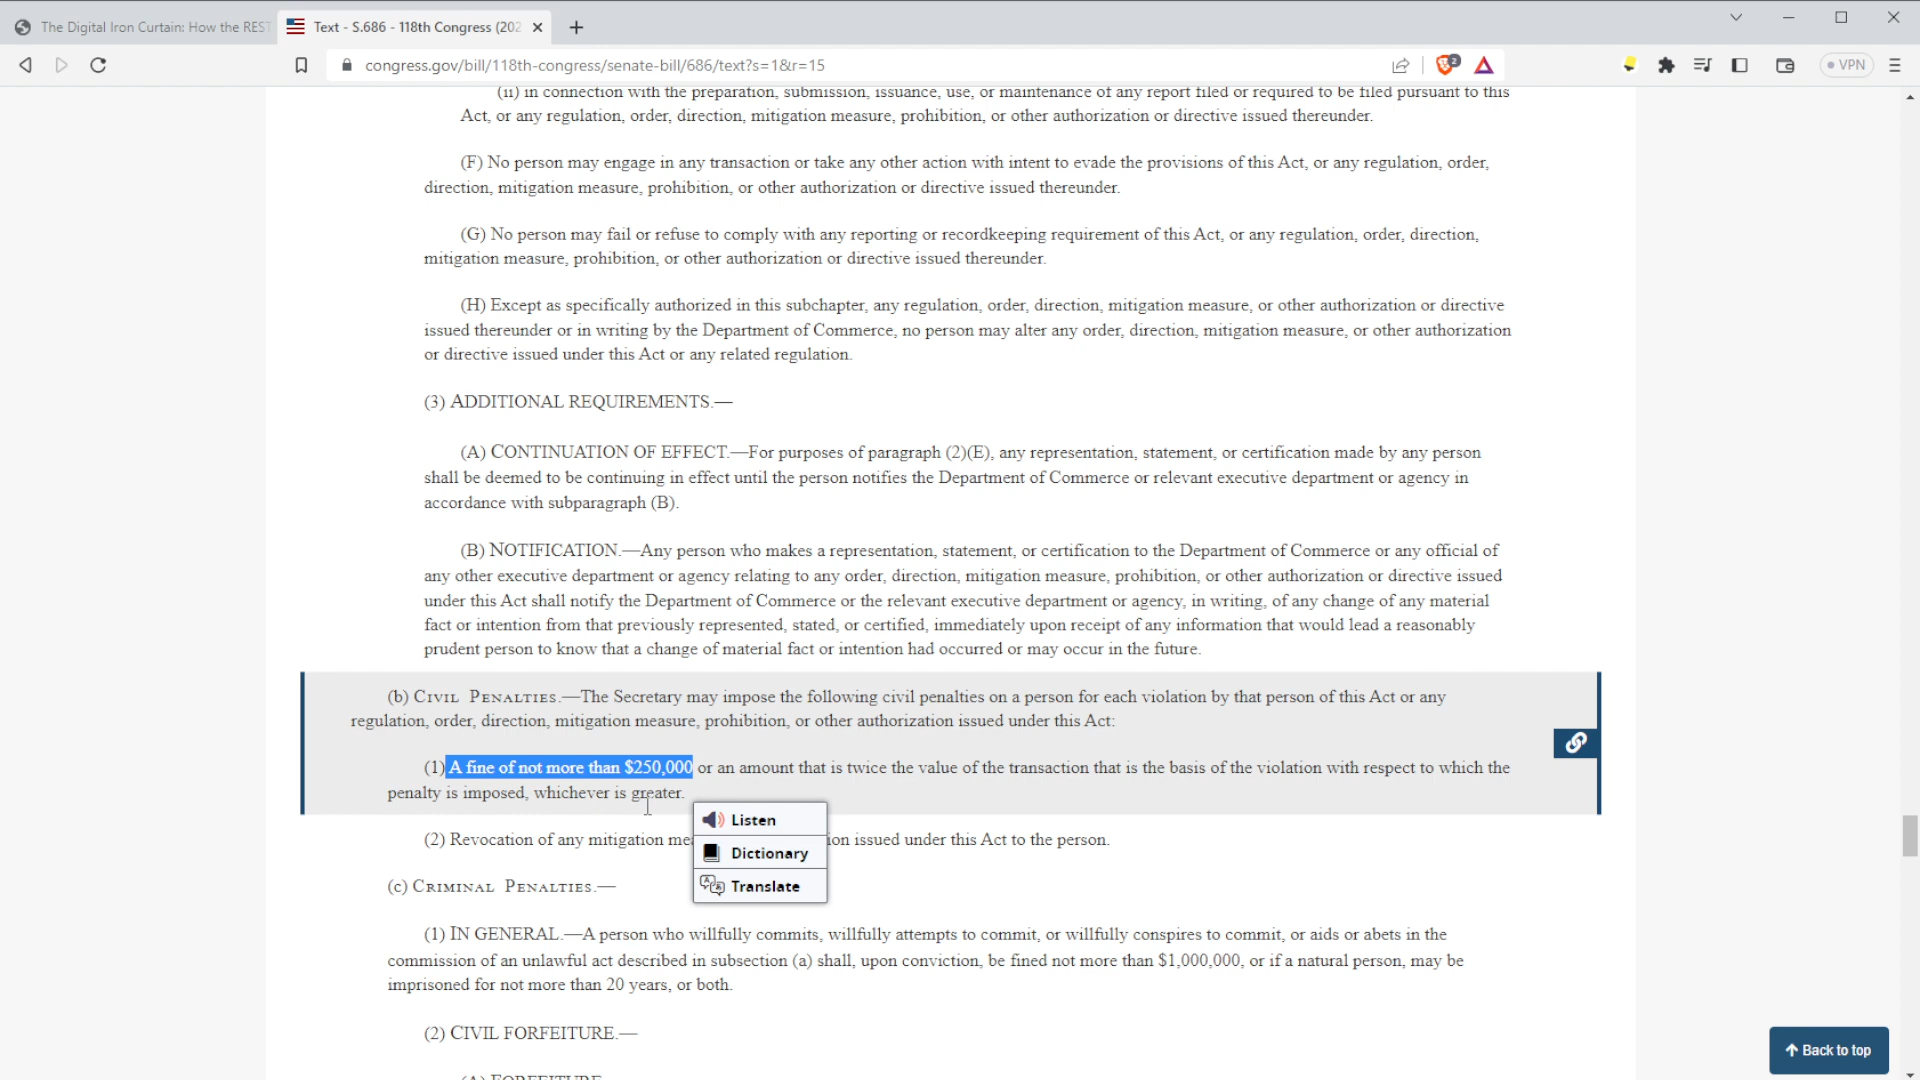 The Digital Iron Curtain: How the REST
Text - S.686 - 118th Congress (202
congress.gov/bill/118th-congress/senate-bill/686/text?s=1&r=15
2
VPN
(ii) in connection with the preparation, submission, issuance, use, or maintenance of any report filed or required to be filed pursuant to this
Act, or any regulation, order, direction, mitigation measure, prohibition, or other authorization or directive issued thereunder.
(F) No person may engage in any transaction or take any other action with intent to evade the provisions of this Act, or any regulation, order,
direction, mitigation measure, prohibition, or other authorization or directive issued thereunder.
(G) No person may fail or refuse to comply with any reporting or recordkeeping requirement of this Act, or any regulation, order, direction,
mitigation measure, prohibition, or other authorization or directive issued thereunder.
(H) Except as specifically authorized in this subchapter, any regulation, order, direction, mitigation measure, or other authorization or directive
issued thereunder or in writing by the Department of Commerce, no person may alter any order, direction, mitigation measure, or other authorization
or directive issued under this Act or any related regulation.
(3) ADDITIONAL REQUIREMENTS.—
(A) CONTINUATION OF EFFECT.—For purposes of paragraph (2)(E), any representation, statement, or certification made by any person
shall be deemed to be continuing in effect until the person notifies the Department of Commerce or relevant executive department or agency in
accordance with subparagraph (B).
(B) NOTIFICATION.—Any person who makes a representation, statement, or certification to the Department of Commerce or any official of
any other executive department or agency relating to any order, direction, mitigation measure, prohibition, or other authorization or directive issued
under this Act shall notify the Department of Commerce or the relevant executive department or agency, in writing, of any change of any material
fact or intention from that previously represented, stated, or certified, immediately upon receipt of any information that would lead a reasonably
prudent person to know that a change of material fact or intention had occurred or may occur in the future.
(b) CIVIL PENALTIES.—The Secretary may impose the following civil penalties on a person for each violation by that person of this Act or any
regulation, order, direction, mitigation measure, prohibition, or other authorization issued under this Act:
(1) A fine of not more than $250,000 or an amount that is twice the value of the transaction that is the basis of the violation with respect to which the
penalty is imposed, whichever is greater.
Listen
(2) Revocation of any mitigation me ion issued under this Act to the person.
Dictionary
Translate
(c) CRIMINAL PENALTIES.—
(1) IN GENERAL.—A person who willfully commits, willfully attempts to commit, or willfully conspires to commit, or aids or abets in the
commission of an unlawful act described in subsection (a) shall, upon conviction, be fined not more than $1,000,000, or if a natural person, may be
imprisoned for not more than 20 years, or both.
(2) CIVIL FORFEITURE.—
Back to top
(A) FORFEITURE